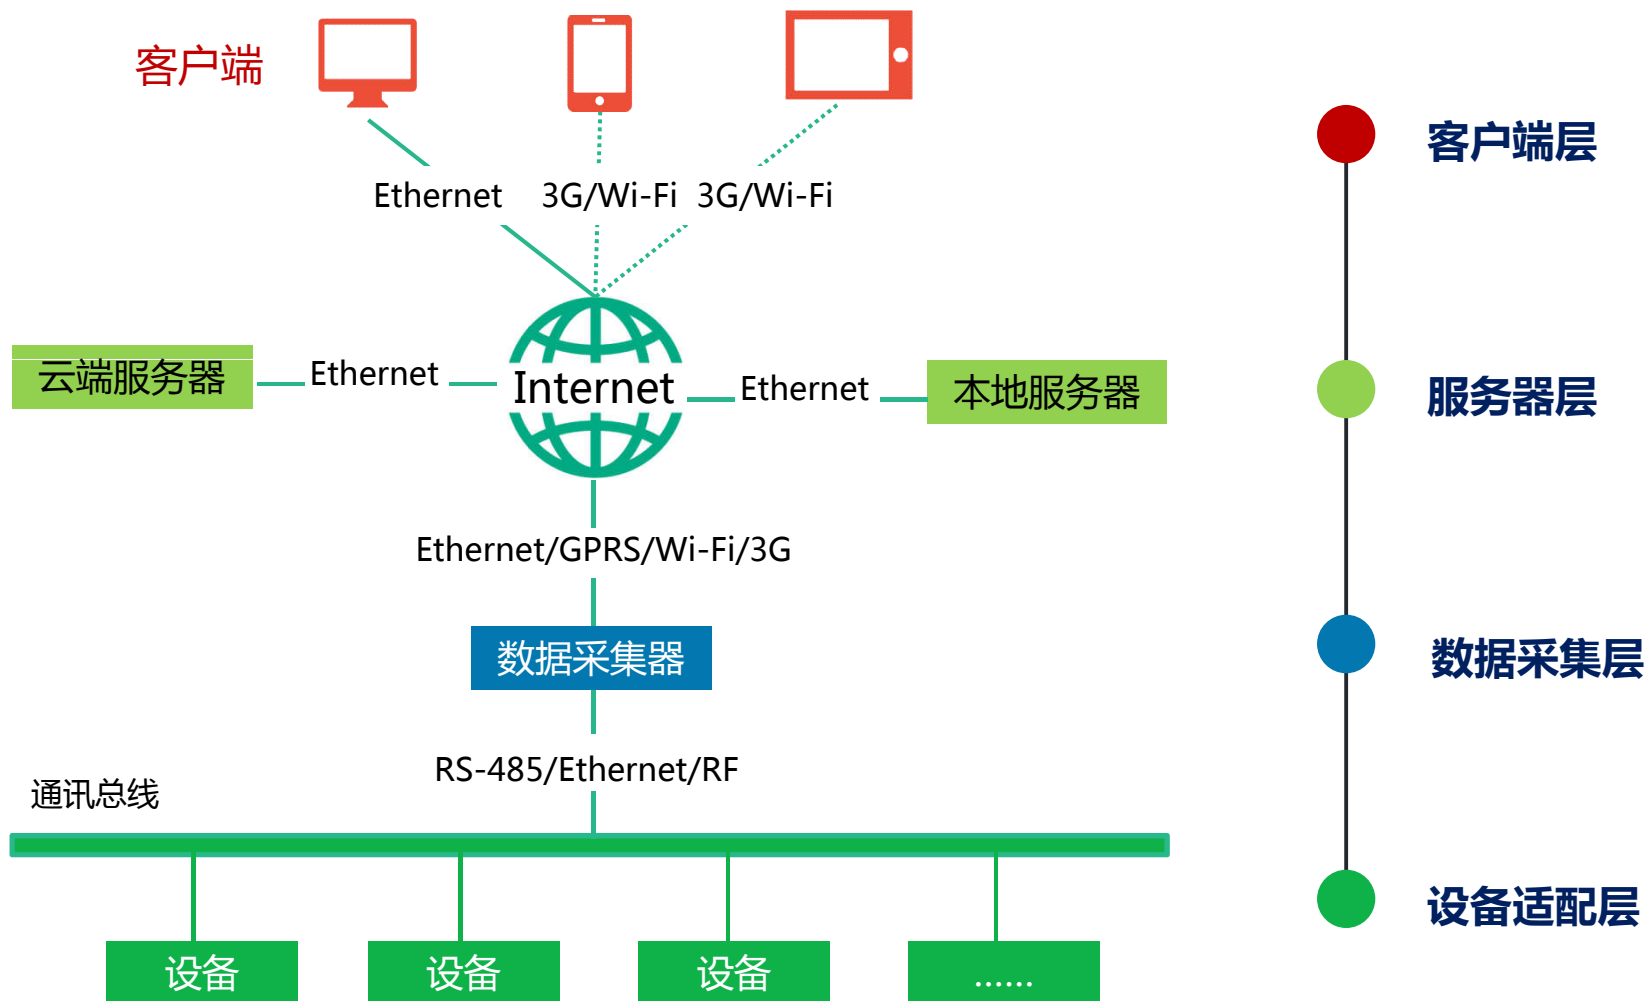 客户端
客户端层
Ethernet
3G/Wi-Fi
3G/Wi-Fi
云端服务器
Ethernet
Internet
Ethernet
本地服务器
服务器层
Ethernet/GPRS/Wi-Fi/3G
数据采集器
数据采集层
RS-485/Ethernet/RF
通讯总线
设备适配层
设备
设备
设备
......